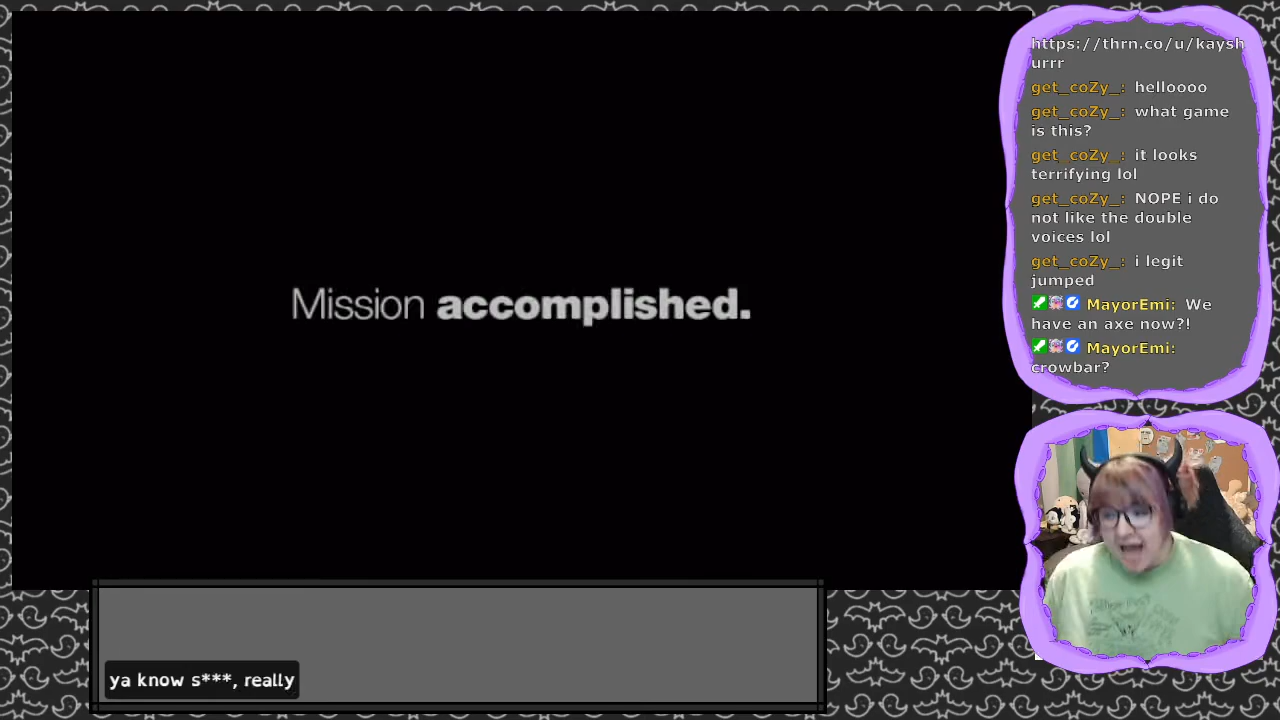 https://thrn.co/u/kaysh
urrr
get_coZy_: helloooo
get_coZy_: what game
is this?
get_coZy_: it looks
terrifying lol
get_coZy_: NOPE i do
not like the double
voices lol
get_coZy_: i legit
jumped
MayorEmi: We
have an axe now?!
MayorEmi:
crowbar?
Mission accomplished.
ya know s***, really